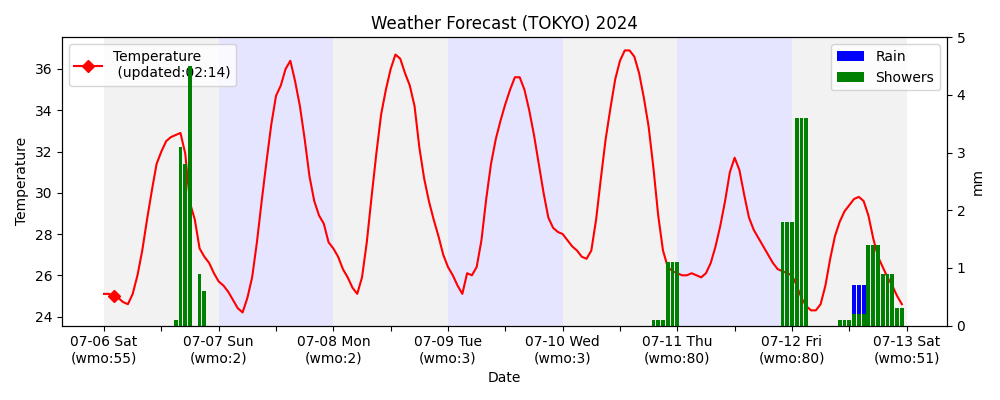 Weather Forecast (TOKYO) 2024
Temperature
(updated:02:14)
Rain
Showers
36
34
32
30
28
26
24
Temperature
5
4
3
2
1
0
mm
07-06 Sat
(wmo:55)
07-07 Sun
(wmo:2)
07-08 Mon
(wmo:2)
07-09 Tue
(wmo:3)
07-10 Wed
(wmo:3)
07-11 Thu
(wmo:80)
07-12 Fri
(wmo:80)
07-13 Sat
(wmo:51)
Date